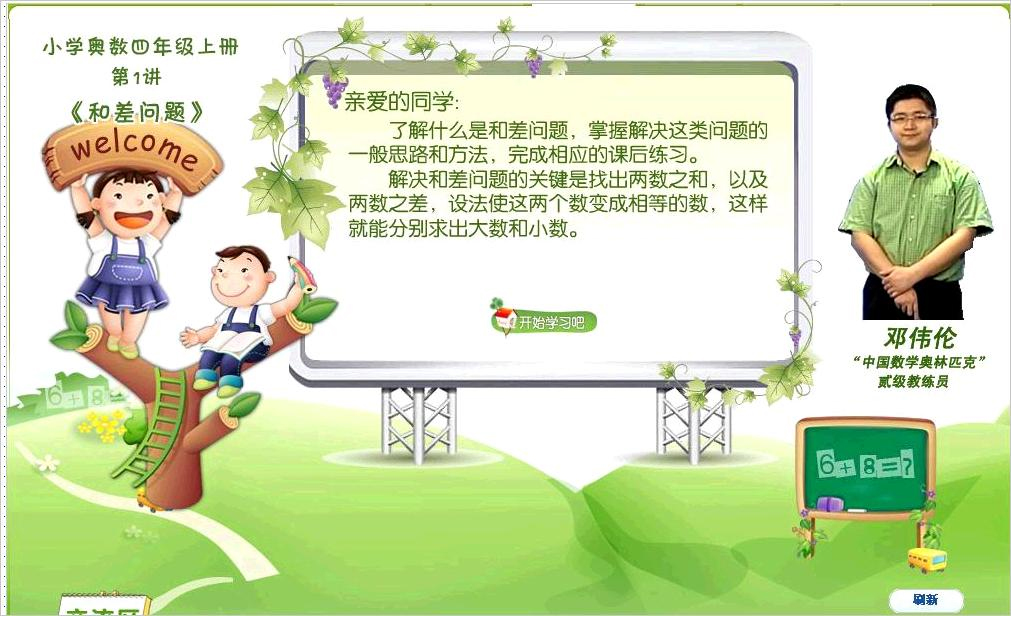 小学奥数四年级上册
第1讲
《和差问题》
welcome
亲爱的同学:
了解什么是和差问题，掌握解决这类问题的
一般思路和方法，完成相应的课后练习。
解决和差问题的关键是找出两数之和，以及
两数之差，设法使这两个数变成相等的数，这样
就能分别求出大数和小数。
开始学习吧
邓伟伦
“中国数学奥林匹克”
贰级教练员
6+8=
6+8=?
刷新